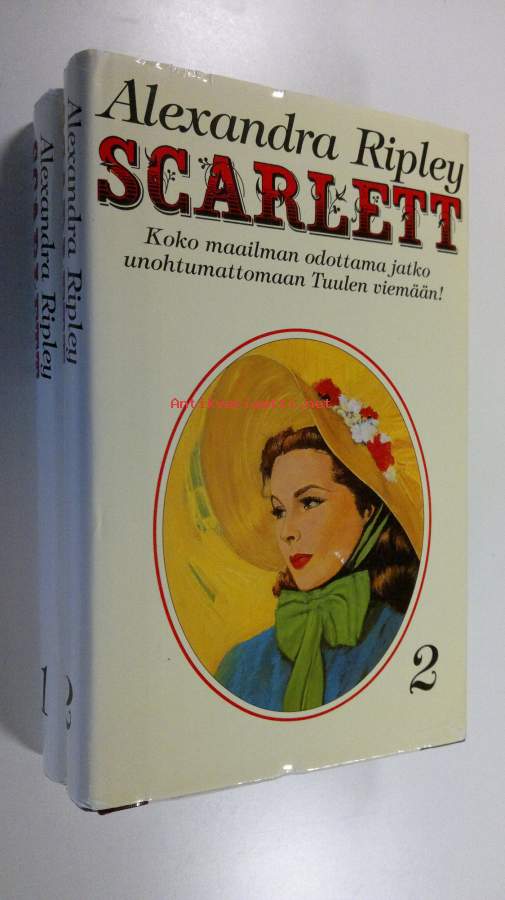 Alexandra Ripley
SCARLETT
Koko maailman odottama jatko
unohtumattomaan Tuulen viemään!
Antikvariaatti.net
2
Alexandra Ripley
2
Alexandra Ripley
SCARLETT
1